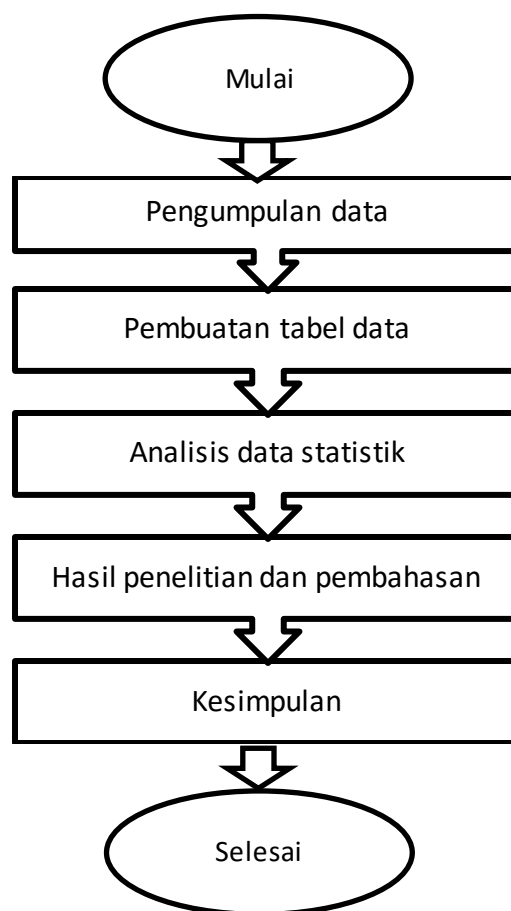 Mulai
Pengumpulan data
Pembuatan tabel data
Analisis data statistik
Hasil penelitian dan pembahasan
Kesimpulan
Selesai